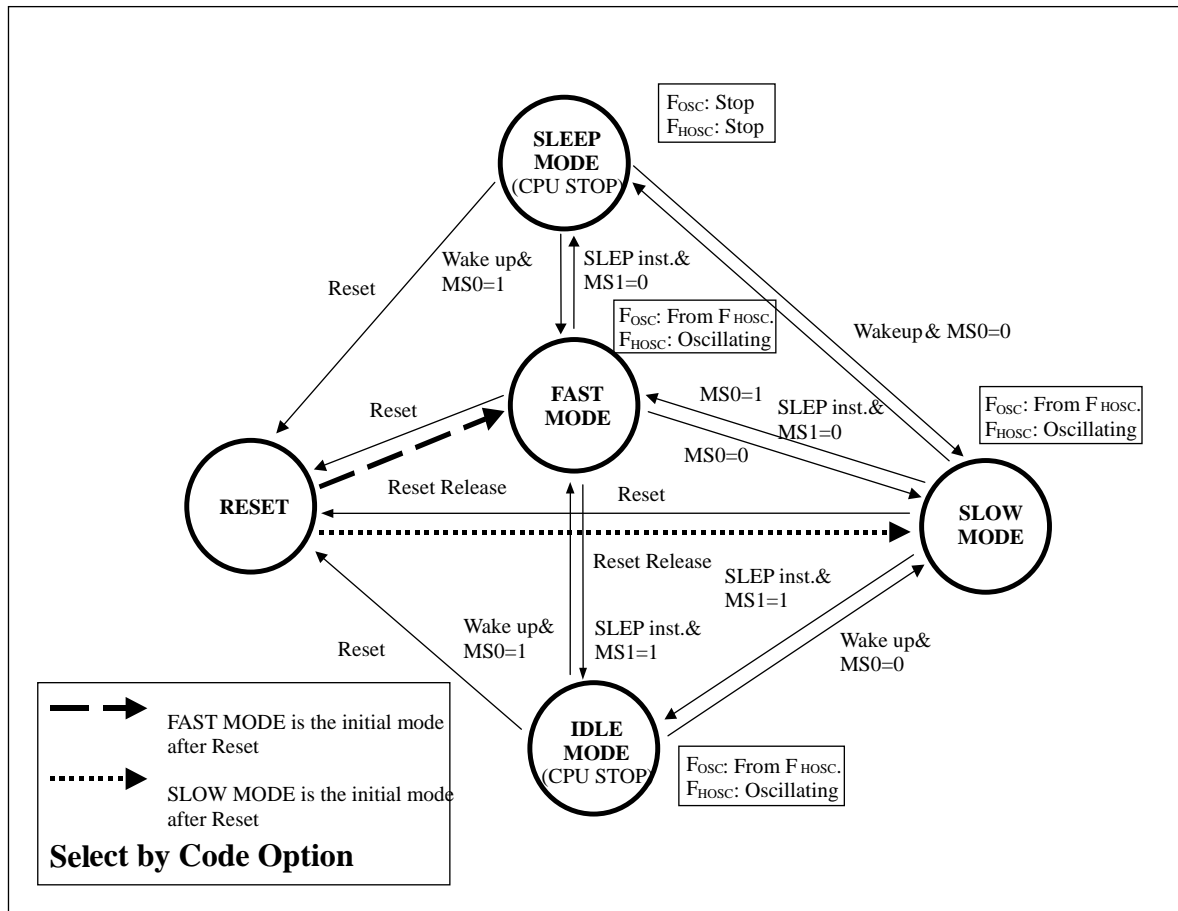 FOSC: Stop
FHOSC: Stop
SLEEP
MODE
(CPU STOP)
Wake up&
MS0=1
SLEP inst.&
MS1=0
Reset
FOSC: From F HOSC.
FHOSC: Oscillating
Wakeup & MS0=0
FAST
MODE
Reset
MS0=1
SLEP inst.&
MS1=0
MS0=0
FOSC: From F HOSC.
FHOSC: Oscillating
RESET
Reset Release
Reset
SLOW
MODE
Reset Release
SLEP inst.&
MS1=1
Reset
Wake up&
MS0=1
SLEP inst.&
MS1=1
Wake up&
MS0=0
IDLE
MODE
(CPU STOP)
FOSC: From F HOSC.
FHOSC: Oscillating
FAST MODE is the initial mode
after Reset
SLOW MODE is the initial mode
after Reset
Select by Code Option